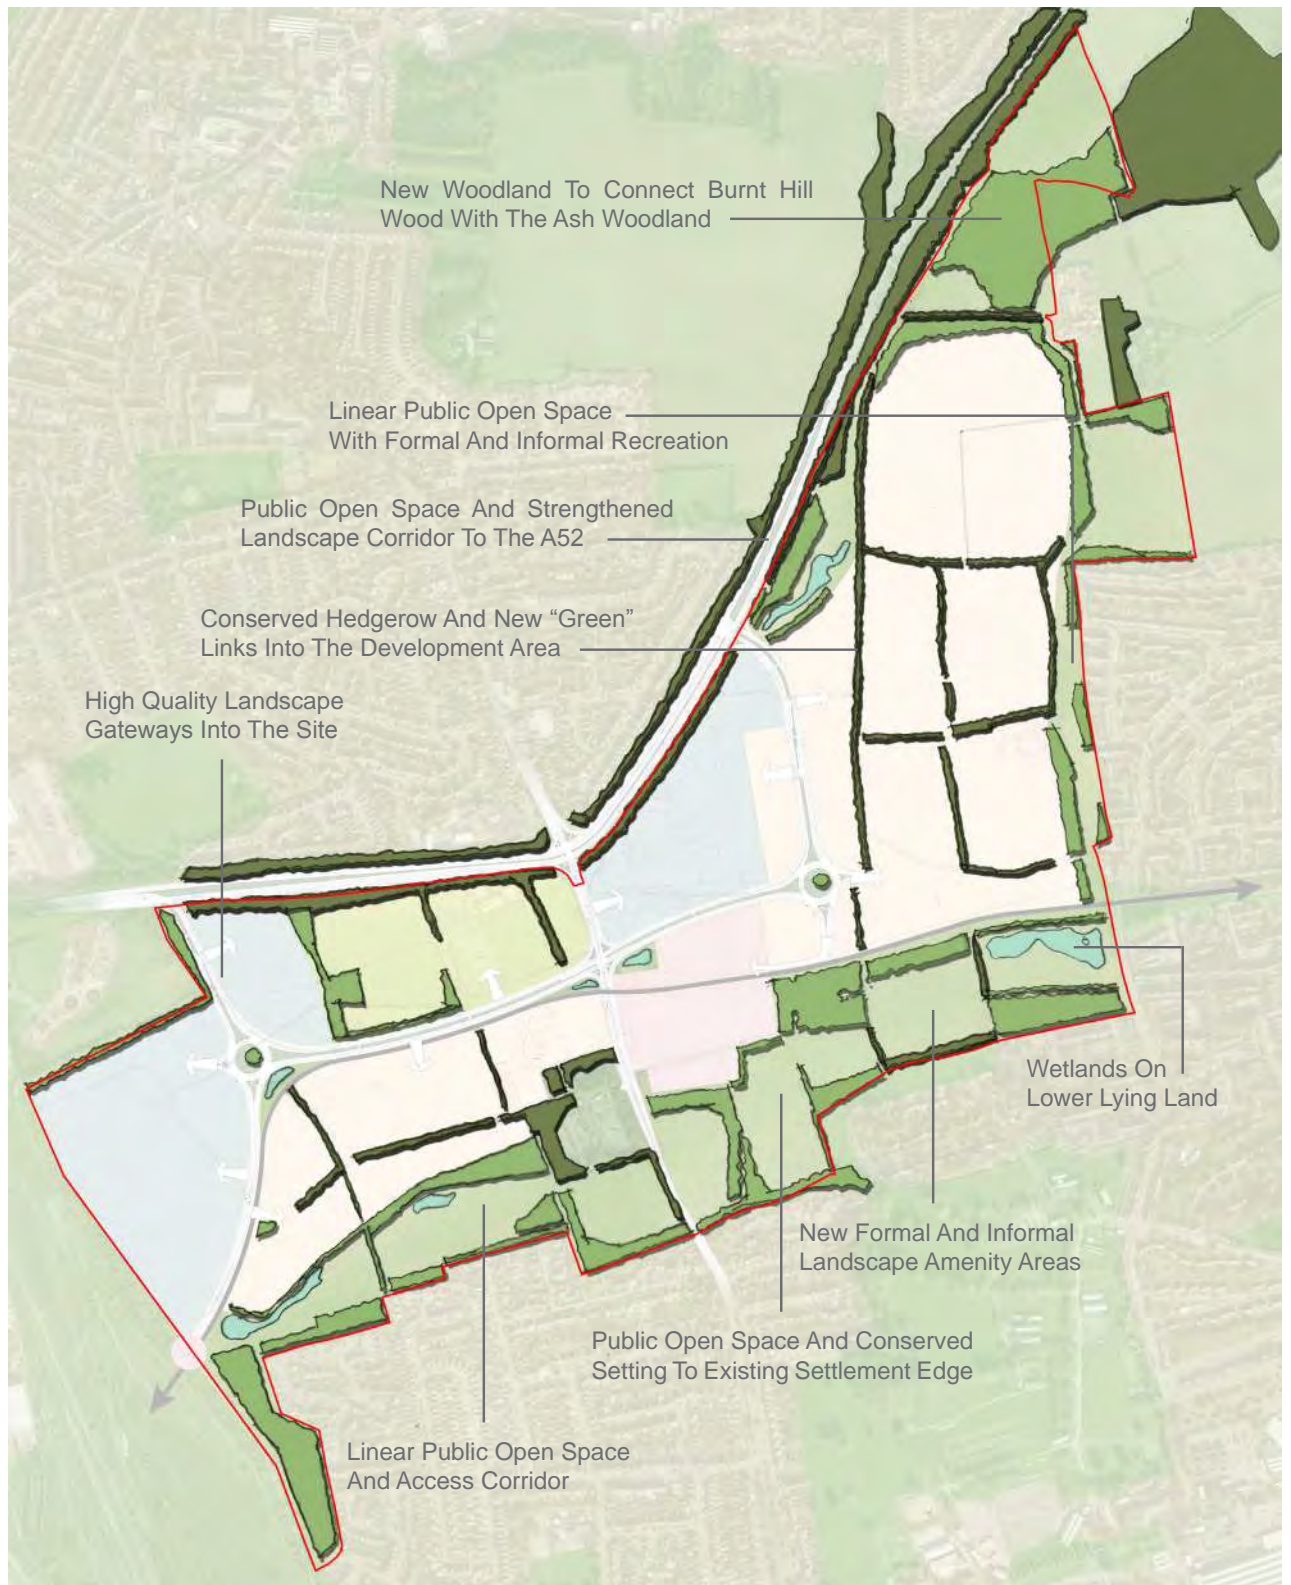 New Woodland To Connect Burnt Hill
Wood With The Ash Woodland
Linear Public Open Space
With Formal And Informal Recreation
Public Open Space And Strengthened
Landscape Corridor To The A52
Conserved Hedgerow And New “Green”
Links Into The Development Area
High Quality Landscape
Gateways Into The Site
Wetlands On
Lower Lying Land
New Formal And Informal
Landscape Amenity Areas
Public Open Space And Conserved
Setting To Existing Settlement Edge
Linear Public Open Space
And Access Corridor